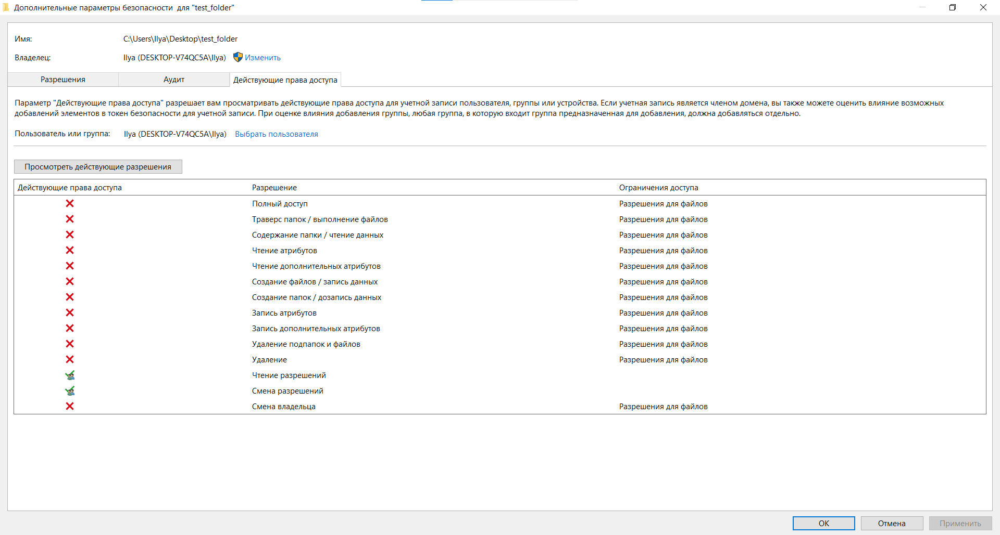 Дополнительные параметры безопасности  для "test_folder"
Имя: C:\Users\Ilya\Desktop\test_folder
Владелец: Ilya (DESKTOP-V74QC5A\Ilya) Изменить
Разрешения Аудит Действующие права доступа
Параметр "Действующие права доступа" разрешает вам просматривать действующие права доступа для учетной записи пользователя, группы или устройства. Если учетная запись является членом домена, вы также можете оценить влияние возможных
добавлений элементов в токен безопасности для учетной записи. При оценке влияния добавления группы, любая группа, в которую входит группа предназначенная для добавления, должна добавляться отдельно.
Пользователь или группа: Ilya (DESKTOP-V74QC5A\Ilya) Выбрать пользователя
Просмотреть действующие разрешения
Действующие права доступа Разрешение Ограничения доступа
Полный доступ Разрешения для файлов
Траверс папок / выполнение файлов Разрешения для файлов
Содержание папки / чтение данных Разрешения для файлов
Чтение атрибутов Разрешения для файлов
Чтение дополнительных атрибутов Разрешения для файлов
Создание файлов / запись данных Разрешения для файлов
Создание папок / дозапись данных Разрешения для файлов
Запись атрибутов Разрешения для файлов
Запись дополнительных атрибутов Разрешения для файлов
Удаление подпапок и файлов Разрешения для файлов
Удаление Разрешения для файлов
Чтение разрешений
Смена разрешений
Смена владельца Разрешения для файлов
ОК Отмена Применить